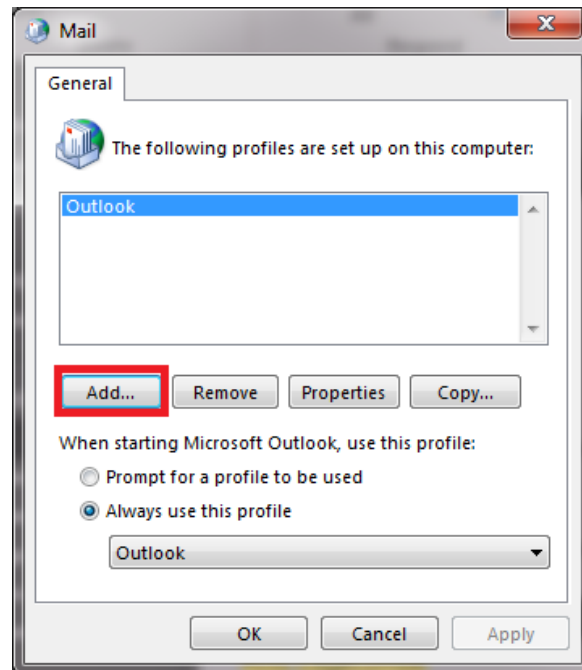 Mail
General
The following profiles are set up on this computer:
Outlook
Add... Remove Properties Copy...
When starting Microsoft Outlook, use this profile:
Prompt for a profile to be used
Always use this profile
Outlook
OK Cancel Apply